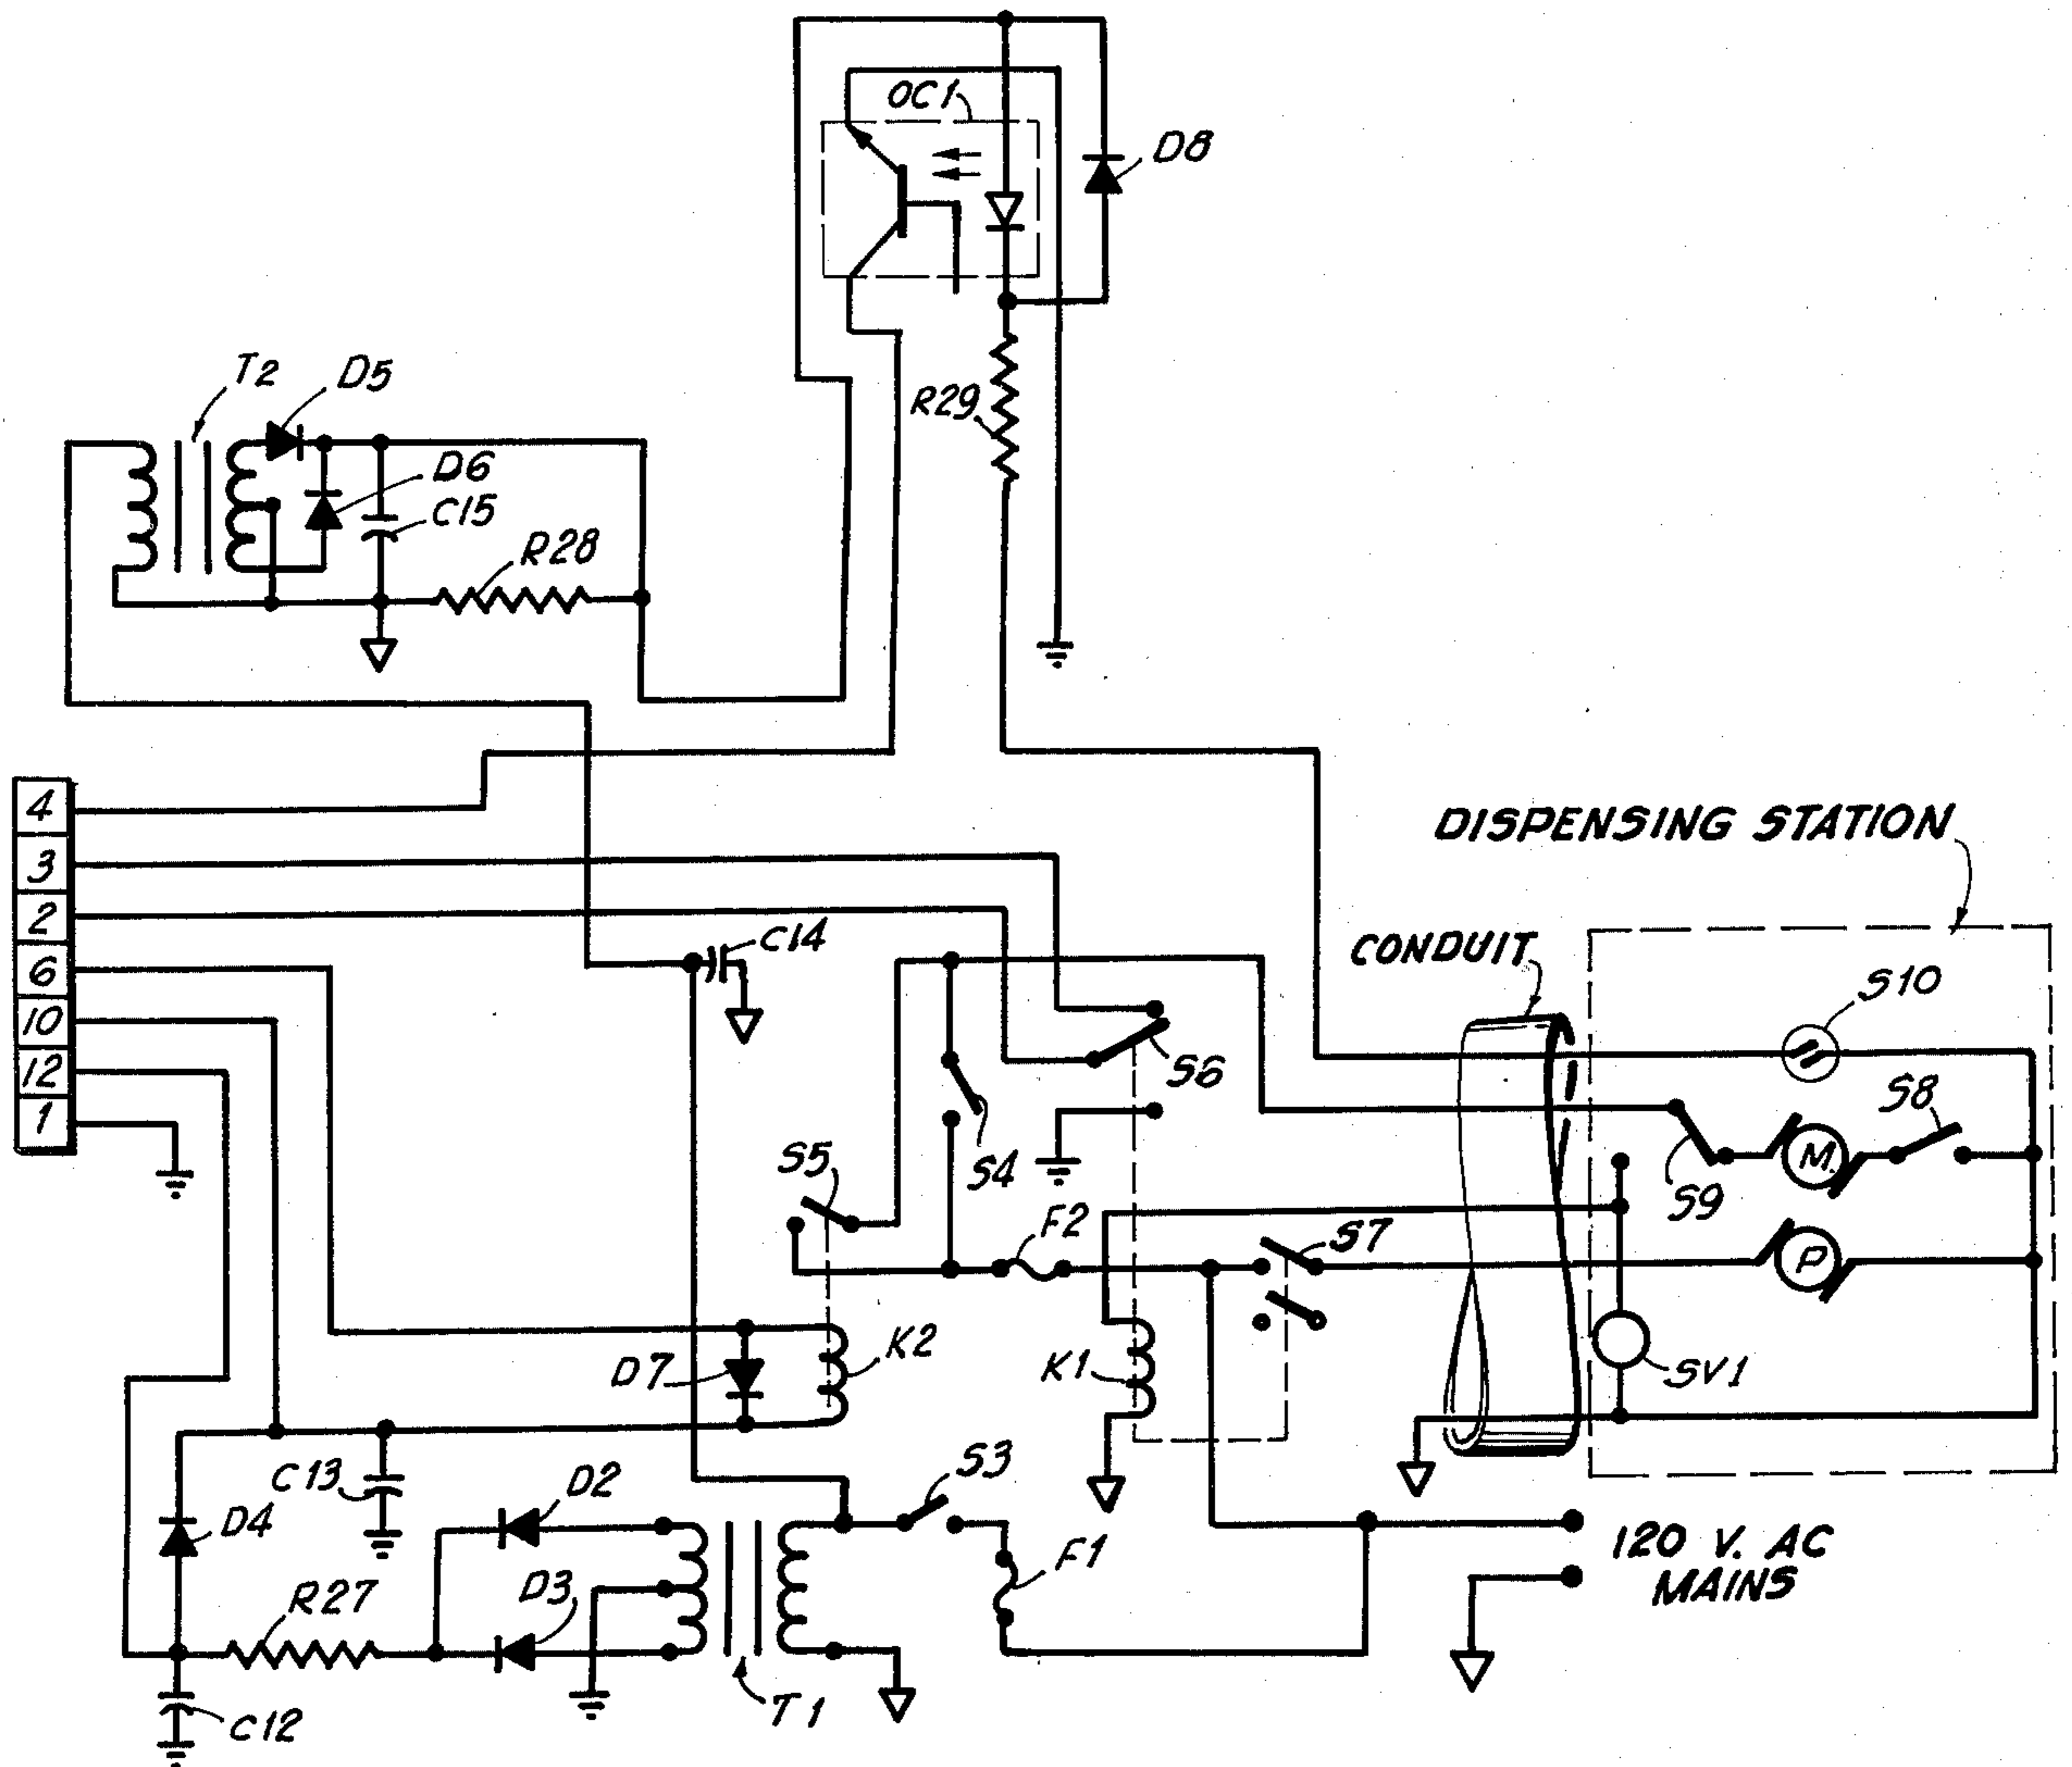 OC1
D8
T2
D5
D6
C15
R28
R29
4
3
2
6
10
12
1
DISPENSING STATION
CONDUIT
C14
S10
S6
S8
S5
S4
S9
M.
F2
S7
P
K2
D7
K1
SV1
S3
C13
D2
D4
F1
120 V. AC
MAINS
D3
R27
T1
C12